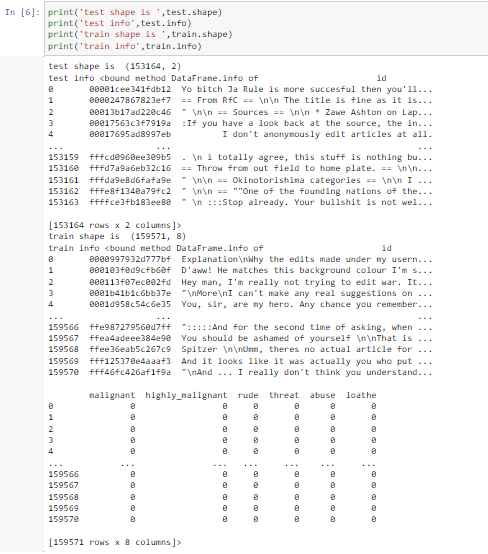 In [6]: print('test shape is ',test.shape)
print('test info',test.info)
print('train shape is ',train.shape)
print('train info',train.info)
test shape is  (153164, 2)
test info <bound method DataFrame.info of                      id
0       00001cee341fdb12  Yo bitch Ja Rule is more succesful then you'll...
1       0000247867823ef7  == From RfC == \n\n The title is fine as it is...
2       00013b17ad220c46  " \n\n == Sources == \n\n * Zawe Ashton on Lap...
3       00017563c3f7919a  :If you have a look back at the source, the in...
4       00017695ad8997eb          I don't anonymously edit articles at all.
...                  ...                                                ...
153159  fffcd0960ee309b5  . \n i totally agree, this stuff is nothing bu...
153160  fffd7a9a6eb32c16  == Throw from out field to home plate. == \n\n...
153161  fffda9e8d6fafa9e  " \n\n == Okinotorishima categories == \n\n I ...
153162  fffe8f1340a79fc2  " \n\n == ""One of the founding nations of the...
153163  ffffce3fb183ee80  " \n :::Stop already. Your bullshit is not wel...
[153164 rows x 2 columns]>
train shape is  (159571, 8)
train info <bound method DataFrame.info of                      id
0       0000997932d777bf  Explanation\nWhy the edits made under my usern...
1       000103f0d9cfb60f  D'aww! He matches this background colour I'm s...
2       000113f07ec002fd  Hey man, I'm really not trying to edit war. It...
3       0001b41b1c6bb37e  "\nMore\nI can't make any real suggestions on ...
4       0001d958c54c6e35  You, sir, are my hero. Any chance you remember...
...                  ...                                                ...
159566  ffe987279560d7ff  ":::::And for the second time of asking, when ...
159567  ffea4adeee384e90  You should be ashamed of yourself \n\nThat is ...
159568  ffee36eab5c267c9  Spitzer \n\nUmm, theres no actual article for ...
159569  fff125370e4aaaf3  And it looks like it was actually you who put ...
159570  fff46fc426af1f9a  "\nAnd ... I really don't think you understand...
malignant  highly_malignant  rude  threat  abuse  loathe
0               0                 0     0       0      0       0
1               0                 0     0       0      0       0
2               0                 0     0       0      0       0
3               0                 0     0       0      0       0
4               0                 0     0       0      0       0
...           ...               ...   ...     ...    ...     ...
159566          0                 0     0       0      0       0
159567          0                 0     0       0      0       0
159568          0                 0     0       0      0       0
159569          0                 0     0       0      0       0
159570          0                 0     0       0      0       0
[159571 rows x 8 columns]>